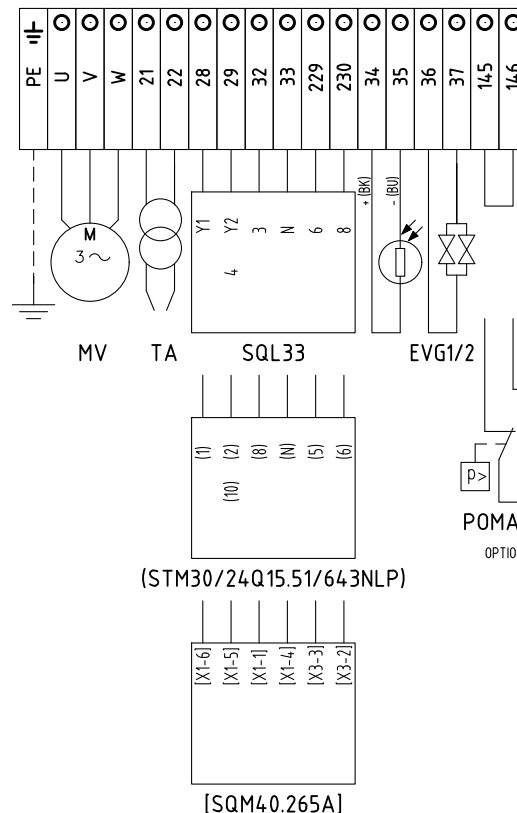 PE U V W 21 22 28 29 32 33 229 230 34 35 36 37 145 146
+ (BK) - (BU)
Y1 Y2 3 N 6 8
4
M
3~
MV TA SQL33 EVG1/2
(1) (2) (8) (N) (5) (6)
(10)
p>
POMA
OPTIO
(STM30/24Q15.51/643NLP)
[X1-6] [X1-5] [X1-1] [X1-4] [X3-3] [X3-2]
[SQM40.265A]